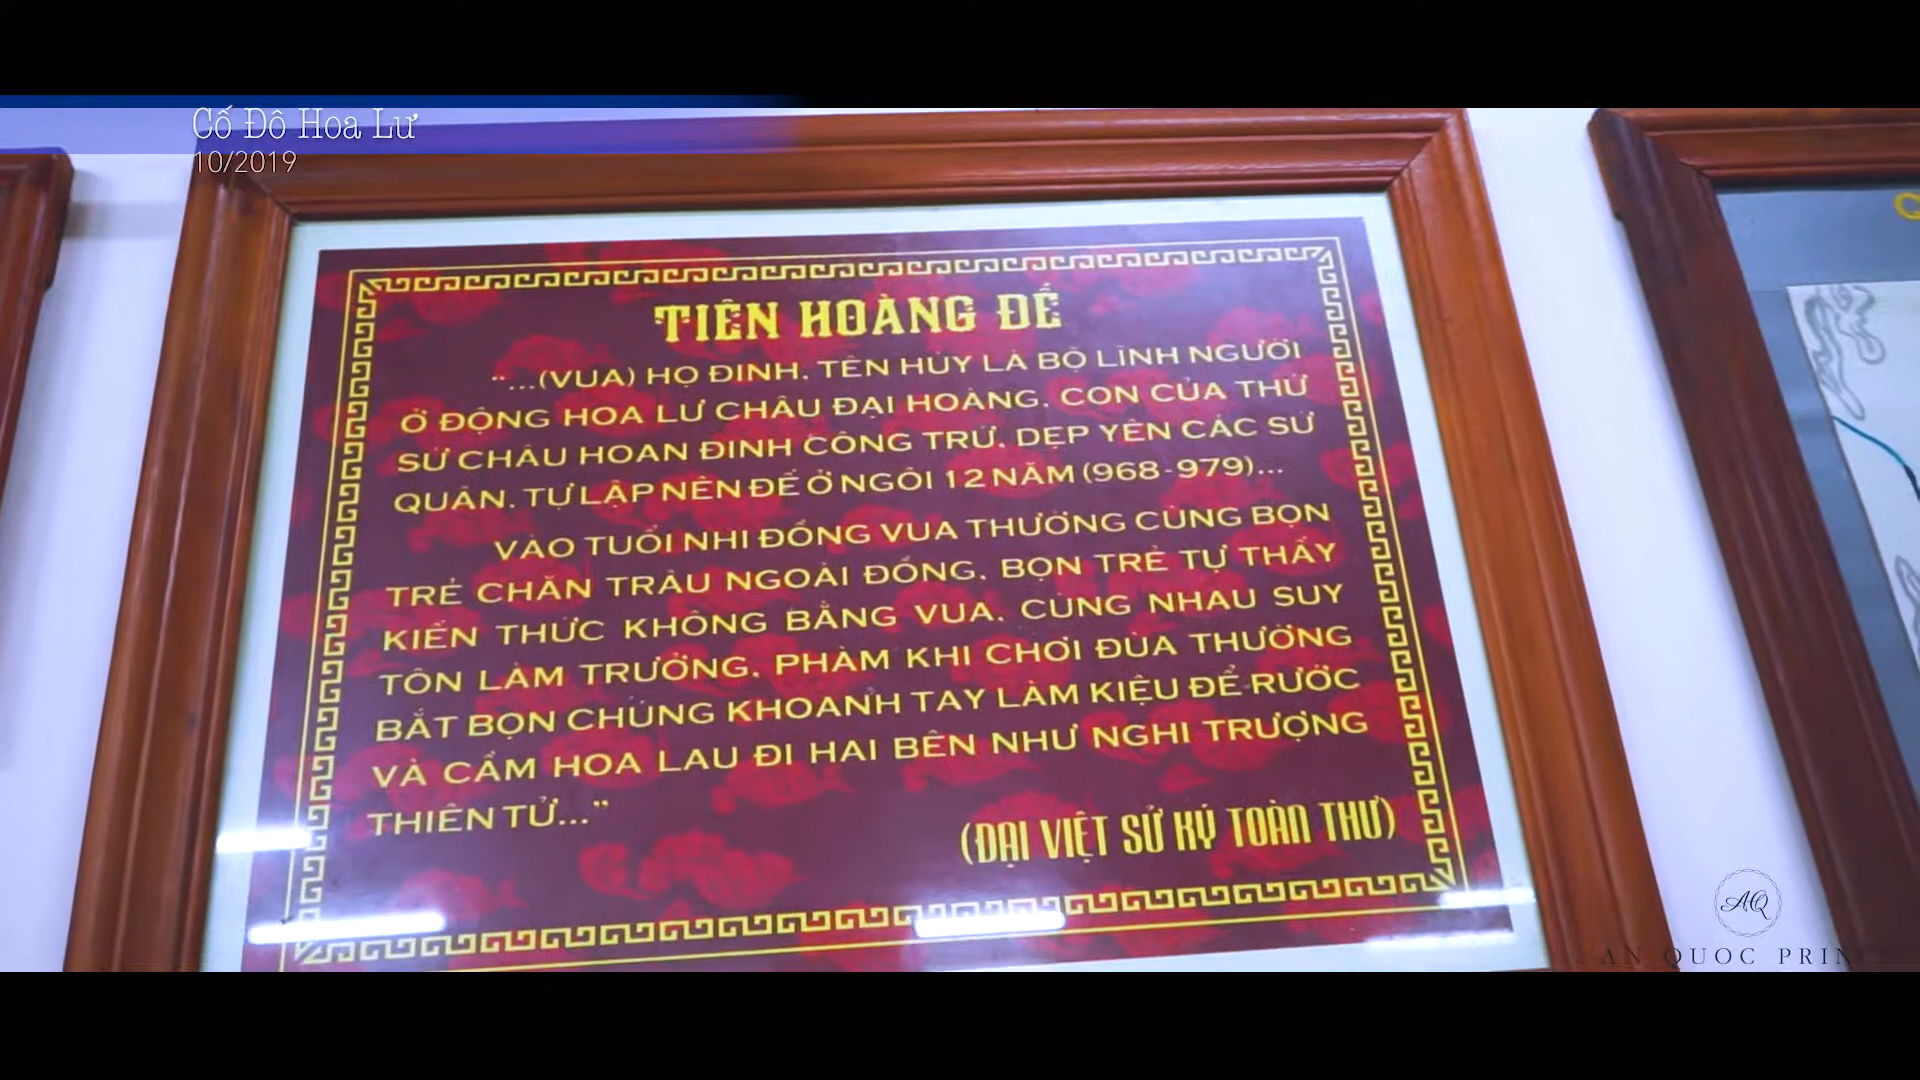 Cố Đô Hoa Lư
10/2019
TIÊN HOÀNG ĐẾ
“...(VUA) HỌ ĐINH. TÊN HÚY LÀ BỘ LĨNH NGƯỜI
Ở ĐỘNG HOA LƯ CHÂU ĐẠI HOÀNG. CON CỦA THỨ
SỬ CHÂU HOAN ĐINH CÔNG TRỨ. DẸP YÊN CÁC SỨ
QUÂN. TỰ LẬP NÊN ĐẾ Ở NGÔI 12 NĂM (968-979)...
VÀO TUỔI NHI ĐỒNG VUA THƯỜNG CÙNG BỌN
TRẺ CHĂN TRÂU NGOÀI ĐỒNG. BỌN TRẺ TỰ THẤY
KIẾN THỨC KHÔNG BẰNG VUA. CÙNG NHAU SUY
TÔN LÀM TRƯỞNG. PHÀM KHI CHƠI ĐÙA THƯỜNG
BẮT BỌN CHÚNG KHOANH TAY LÀM KIỆU ĐỂ RƯỚC
VÀ CẦM HOA LAU ĐI HAI BÊN NHƯ NGHI TRƯỢNG
THIÊN TỬ...”
(ĐẠI VIỆT SỬ KÝ TOÀN THƯ)
AQ
AN QUOC PRIN